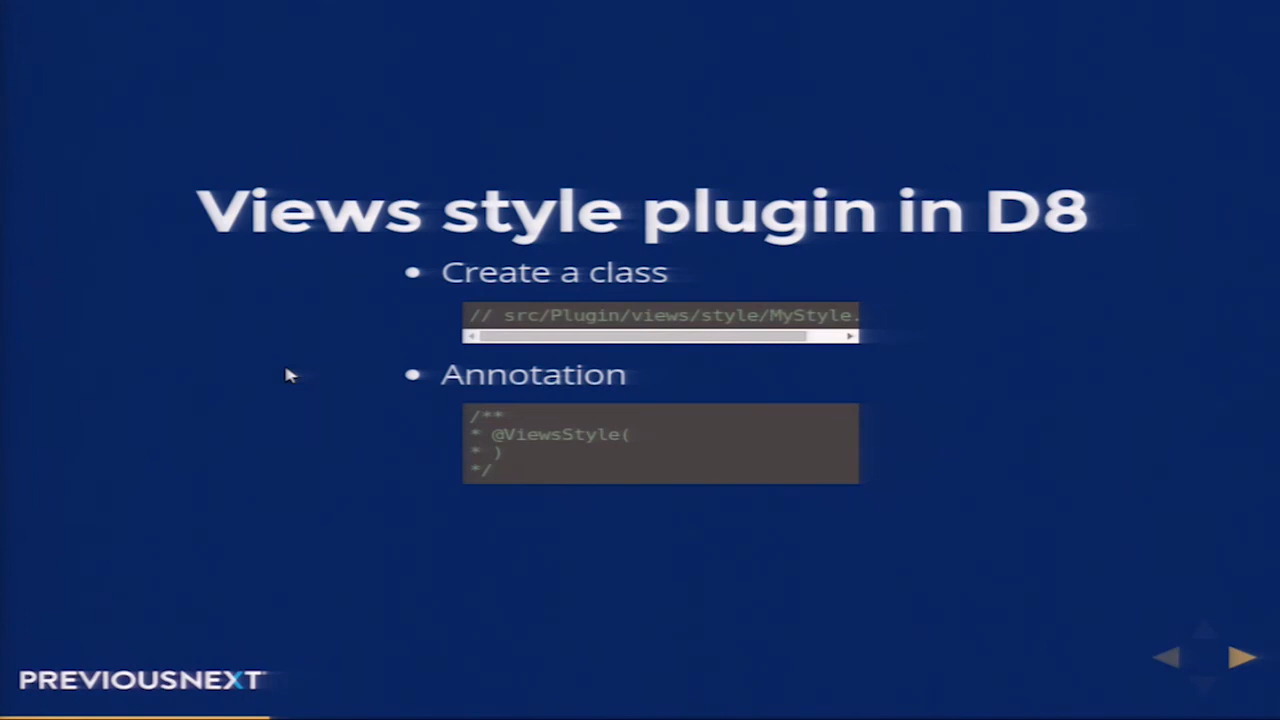 Views style plugin in D8
• Create a class
// src/Plugin/views/style/MyStyle.
• Annotation
/**
* @ViewsStyle(
* )
*/
PREVIOUSNEXT